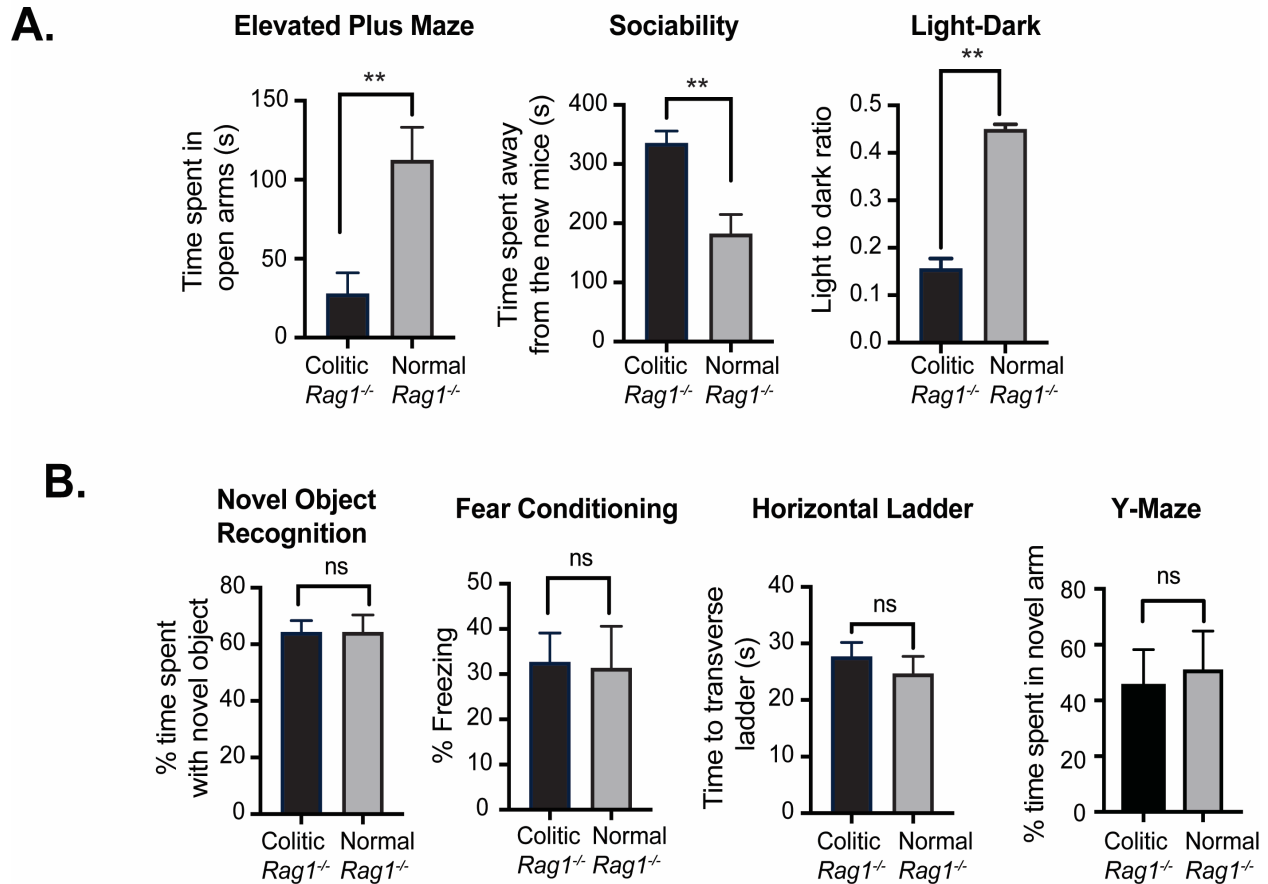 A.
Elevated Plus Maze
Time spent in
open arms (s)
150
100
50
0
**
Colitic
Rag1-/-
Normal
Rag1-/-
Sociability
Time spent away
from the new mice (s)
400
300
200
100
0
**
Colitic
Rag1-/-
Normal
Rag1-/-
Light-Dark
Light to dark ratio
0.5
0.4
0.3
0.2
0.1
0.0
**
Colitic
Rag1-/-
Normal
Rag1-/-
B.
Novel Object
Recognition
% time spent
with novel object
80
60
40
20
0
ns
Colitic
Rag1-/-
Normal
Rag1-/-
Fear Conditioning
% Freezing
50
40
30
20
10
0
ns
Colitic
Rag1-/-
Normal
Rag1-/-
Horizontal Ladder
Time to transverse
ladder (s)
40
30
20
10
0
ns
Colitic
Rag1-/-
Normal
Rag1-/-
Y-Maze
% time spent in novel arm
80
60
40
20
0
ns
Colitic
Rag1-/-
Normal
Rag1-/-